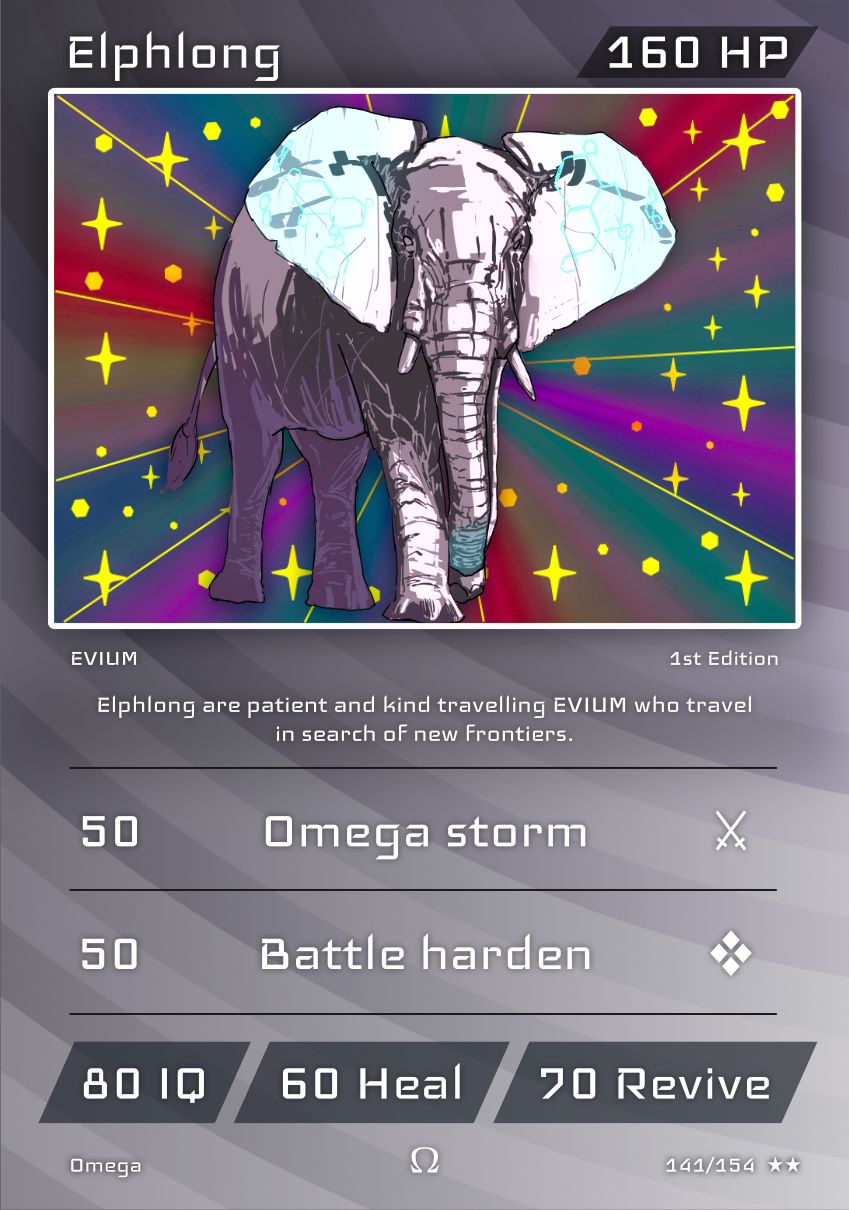 Elphlong
160 HP
EVIUM
1st Edition
Elphlong are patient and kind travelling EVIUM who travel
in search of new frontiers.
50 Omega storm
50 Battle harden
80 IQ
60 Heal
70 Revive
Omega
Ω
141/154 ★★